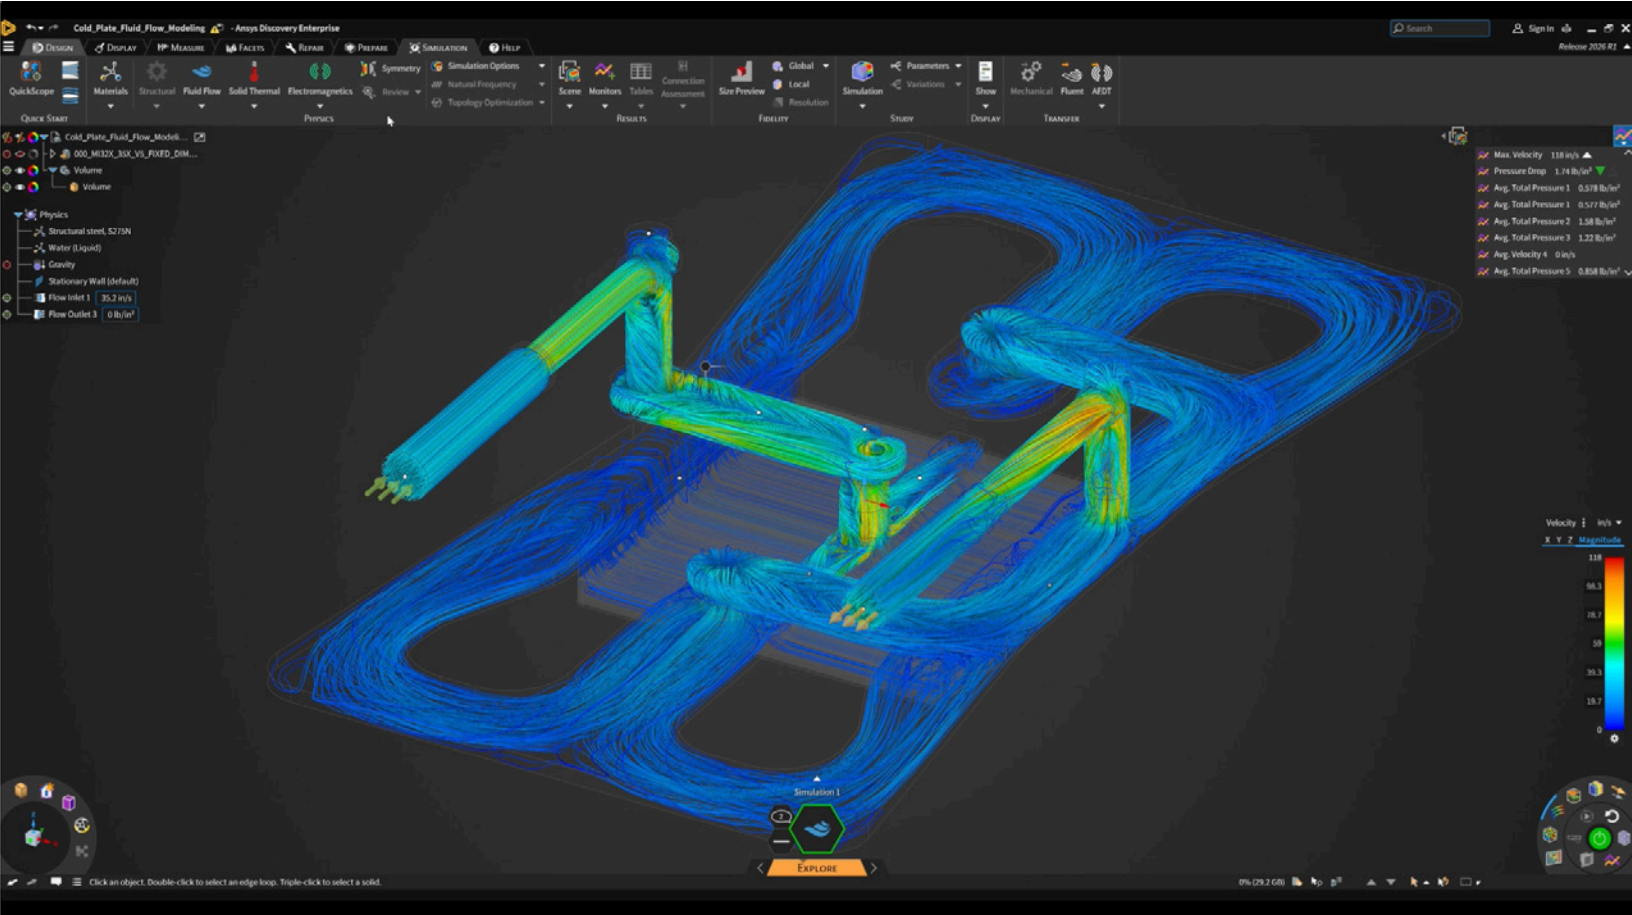 Cold_Plate_Fluid_Flow_Modeling - Ansys Discovery Enterprise
Search
Sign in
DESIGN DISPLAY MEASURE FACETS REPAIR PREPARE SIMULATION HELP
Release 2026 R1
QuickScope
Materials
Structural
Fluid Flow
Solid Thermal
Electromagnetics
Symmetry
Review
Simulation Options
Natural Frequency
Topology Optimization
Scene
Monitors
Tables
Connection
Assessment
Size Preview
Global
Local
Resolution
Simulation
Parameters
Variations
Show
Mechanical
Fluent
AEDT
QUICK START
PHYSICS
RESULTS
FIDELITY
STUDY
DISPLAY
TRANSFER
Cold_Plate_Fluid_Flow_Modeli...
000_MI32X_35X_VS_FIXED_DIM...
Volume
Volume
Physics
Structural steel, S275N
Water (Liquid)
Gravity
Stationary Wall (default)
Flow Inlet 1 35.2 in/s
Flow Outlet 3 0 lb/in²
Max. Velocity 118 in/s
Pressure Drop 1.74 lb/in²
Avg. Total Pressure 1 0.578 lb/in²
Avg. Total Pressure 1 0.577 lb/in²
Avg. Total Pressure 2 1.58 lb/in²
Avg. Total Pressure 3 1.22 lb/in²
Avg. Velocity 4 0 in/s
Avg. Total Pressure 5 0.858 lb/in²
Velocity in/s
X Y Z Magnitude
118
98.3
78.7
59
39.3
19.7
0
Simulation 1
2
EXPLORE
Z
Click an object. Double-click to select an edge loop. Triple-click to select a solid.
0% (29.2 GB)